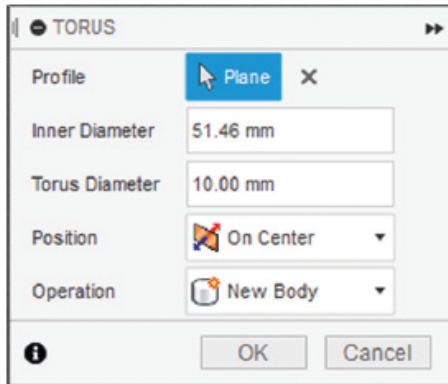 TORUS
Profile Plane
Inner Diameter 51.46 mm
Torus Diameter 10.00 mm
Position On Center
Operation New Body
OK Cancel